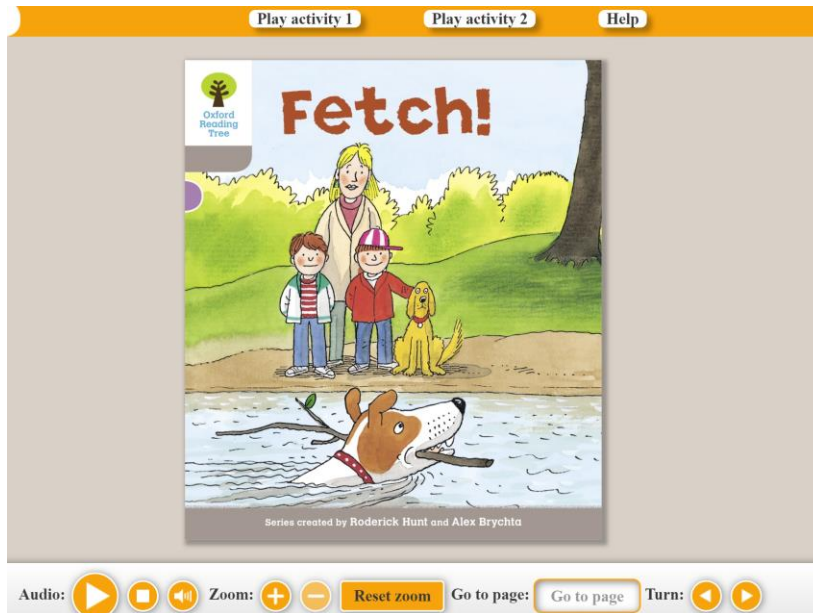 Play activity 1 Play activity 2 Help
Oxford
Reading
Tree
Fetch!
Series created by Roderick Hunt and Alex Brychta
Audio: Zoom: Reset zoom Go to page: Go to page Turn: